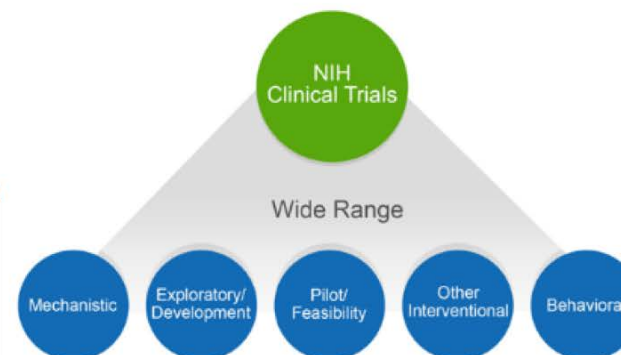 NIH
Clinical Trials
Wide Range
Mechanistic
Exploratory/
Development
Pilot/
Feasibility
Other
Interventional
Behaviora